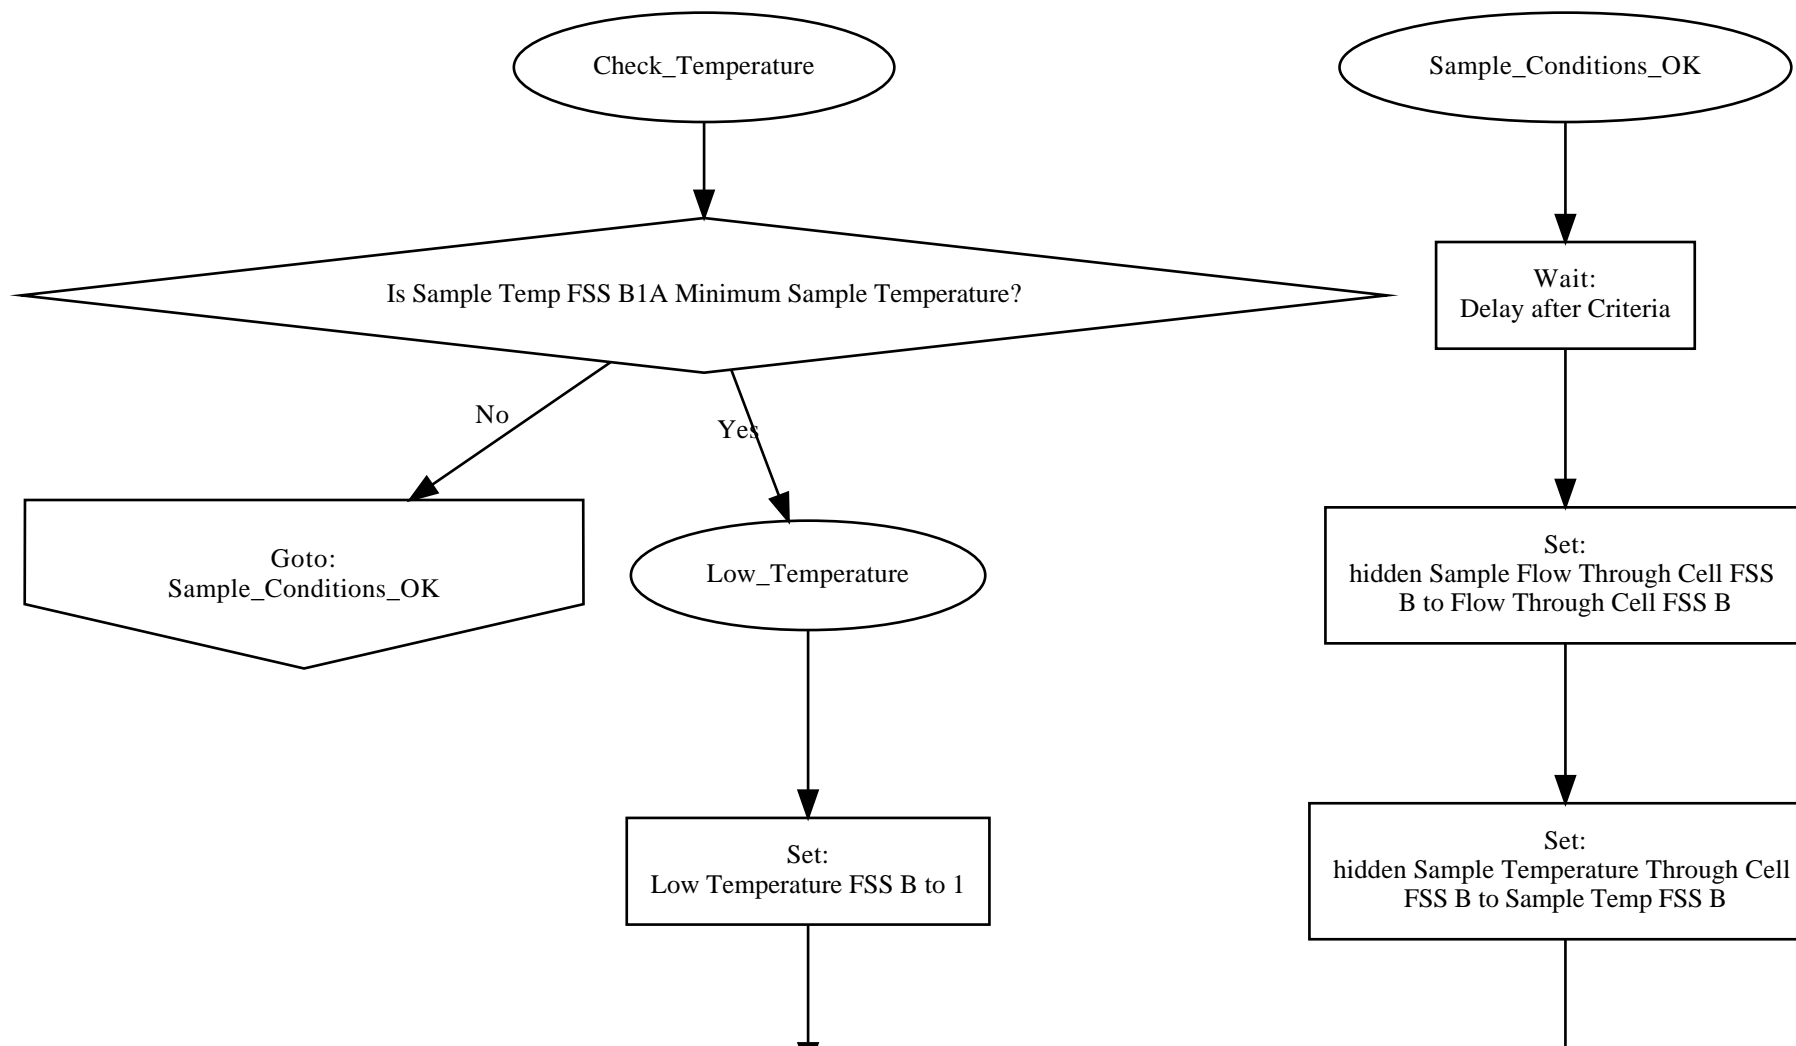 Check_Temperature
Sample_Conditions_OK
Is Sample Temp FSS B1A Minimum Sample Temperature?
Wait:
Delay after Criteria
No
Yes
Goto:
Sample_Conditions_OK
Low_Temperature
Set:
hidden Sample Flow Through Cell FSS
B to Flow Through Cell FSS B
Set:
Low Temperature FSS B to 1
Set:
hidden Sample Temperature Through Cell
FSS B to Sample Temp FSS B